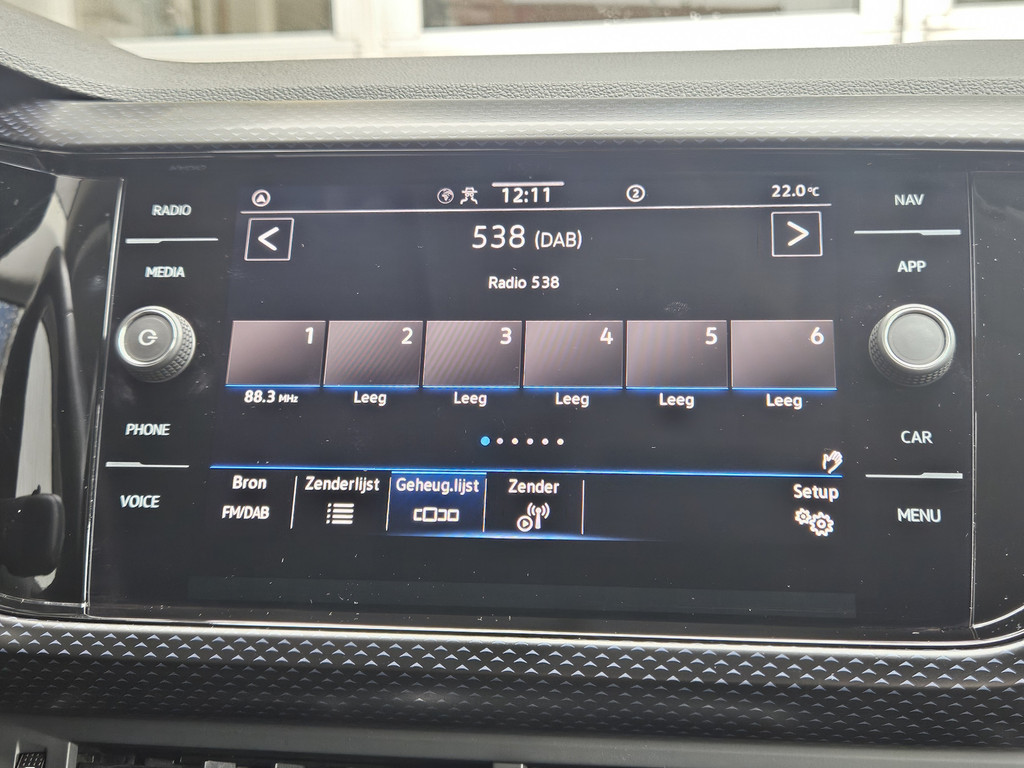 12:11
2
22.0°C
RADIO
NAV
538 (DAB)
MEDIA
APP
Radio 538
1 2 3 4 5 6
88.3 MHz Leeg Leeg Leeg Leeg Leeg
PHONE
CAR
Bron Zenderlijst Geheug.lijst Zender Setup
FM/DAB
VOICE
MENU